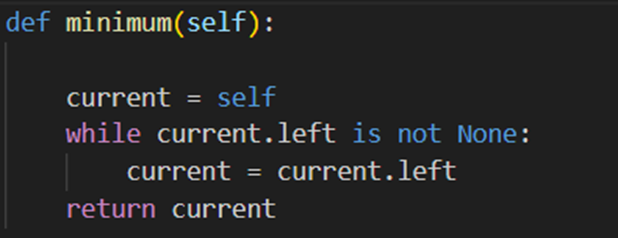 def minimum(self):
    current = self
    while current.left is not None:
        current = current.left
    return current